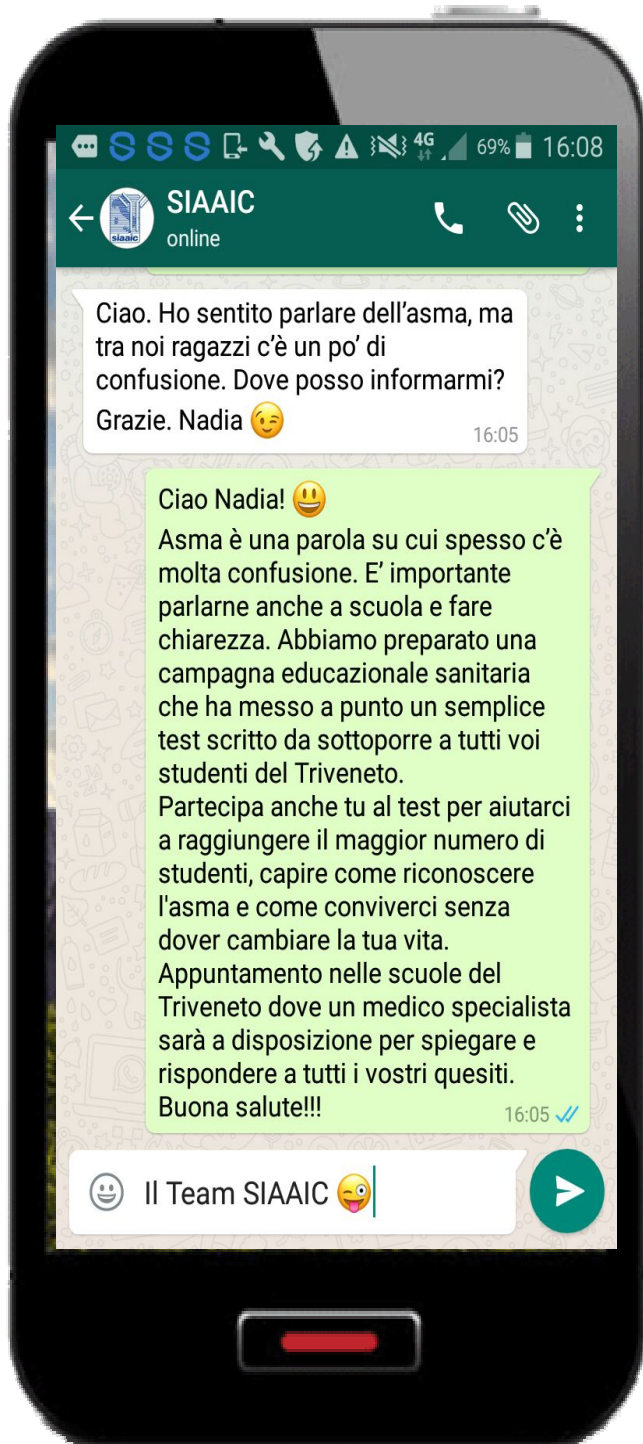 4G 69% 16:08
SIAAIC
siaaic
online
Ciao. Ho sentito parlare dell’asma, ma
tra noi ragazzi c’è un po’ di
confusione. Dove posso informarmi?
Grazie. Nadia 😉
16:05
Ciao Nadia! 😃
Asma è una parola su cui spesso c’è
molta confusione. E’ importante
parlarne anche a scuola e fare
chiarezza. Abbiamo preparato una
campagna educazionale sanitaria
che ha messo a punto un semplice
test scritto da sottoporre a tutti voi
studenti del Triveneto.
Partecipa anche tu al test per aiutarci
a raggiungere il maggior numero di
studenti, capire come riconoscere
l'asma e come conviverci senza
dover cambiare la tua vita.
Appuntamento nelle scuole del
Triveneto dove un medico specialista
sarà a disposizione per spiegare e
rispondere a tutti i vostri quesiti.
Buona salute!!!
16:05
Il Team SIAAIC 😜